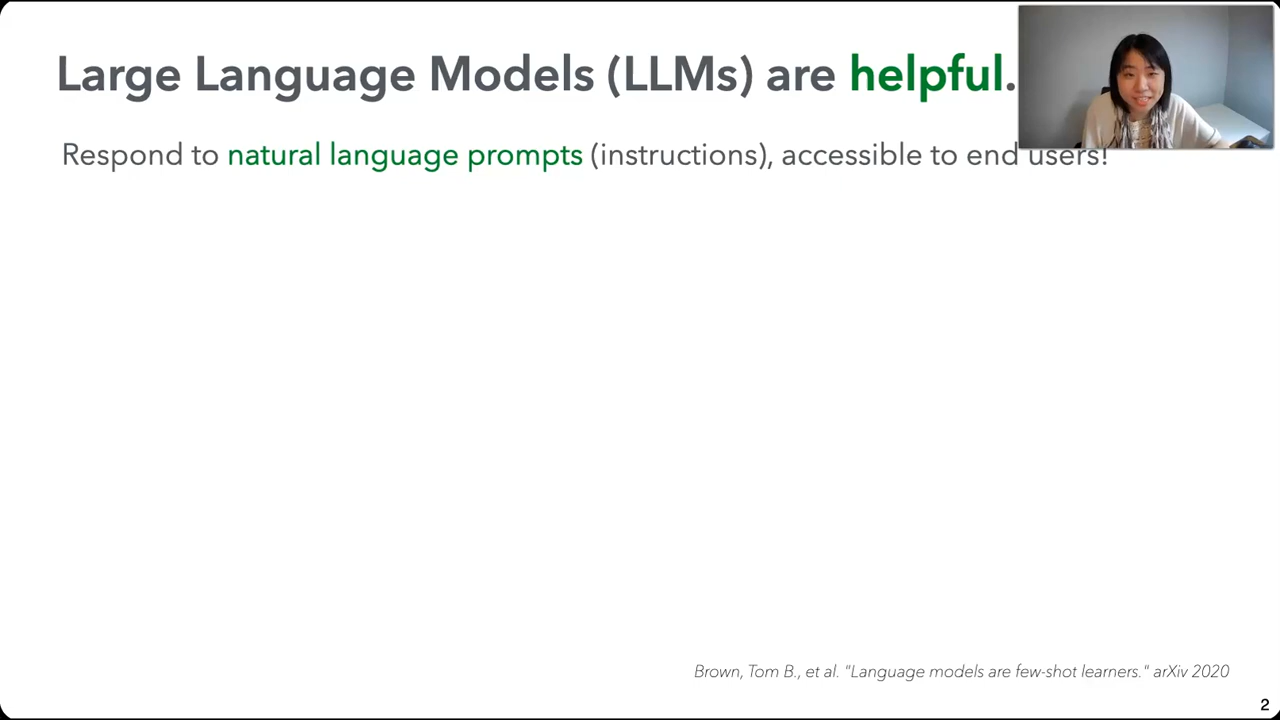 Large Language Models (LLMs) are helpful.
Respond to natural language prompts (instructions), accessible to end users!
Brown, Tom B., et al. "Language models are few-shot learners." arXiv 2020
2